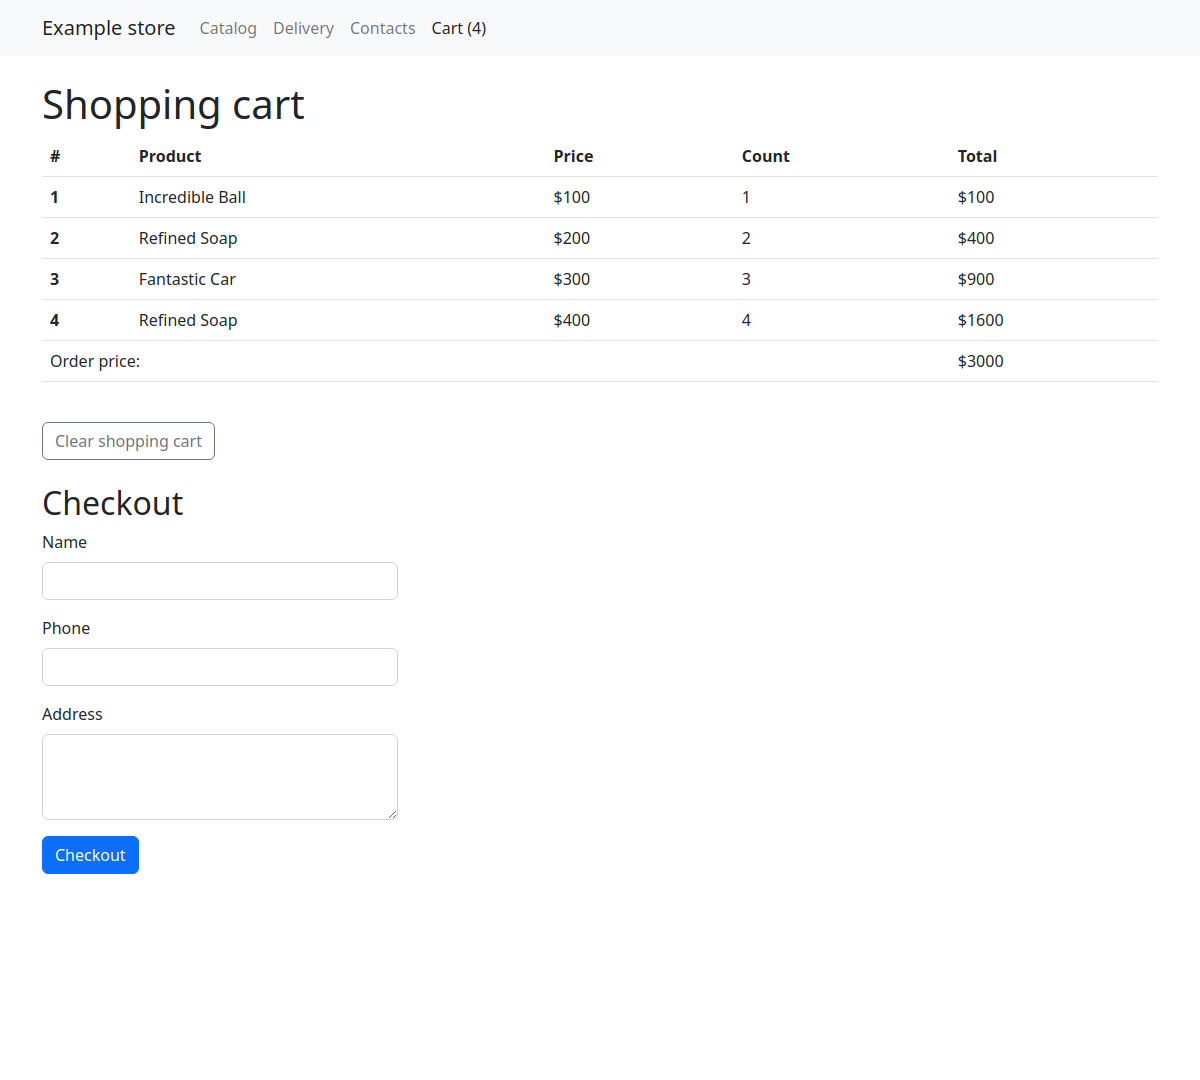 Example store Catalog Delivery Contacts Cart (4)
Shopping cart
# Product Price Count Total
1 Incredible Ball $100 1 $100
2 Refined Soap $200 2 $400
3 Fantastic Car $300 3 $900
4 Refined Soap $400 4 $1600
Order price: $3000
Clear shopping cart
Checkout
Name
Phone
Address
Checkout